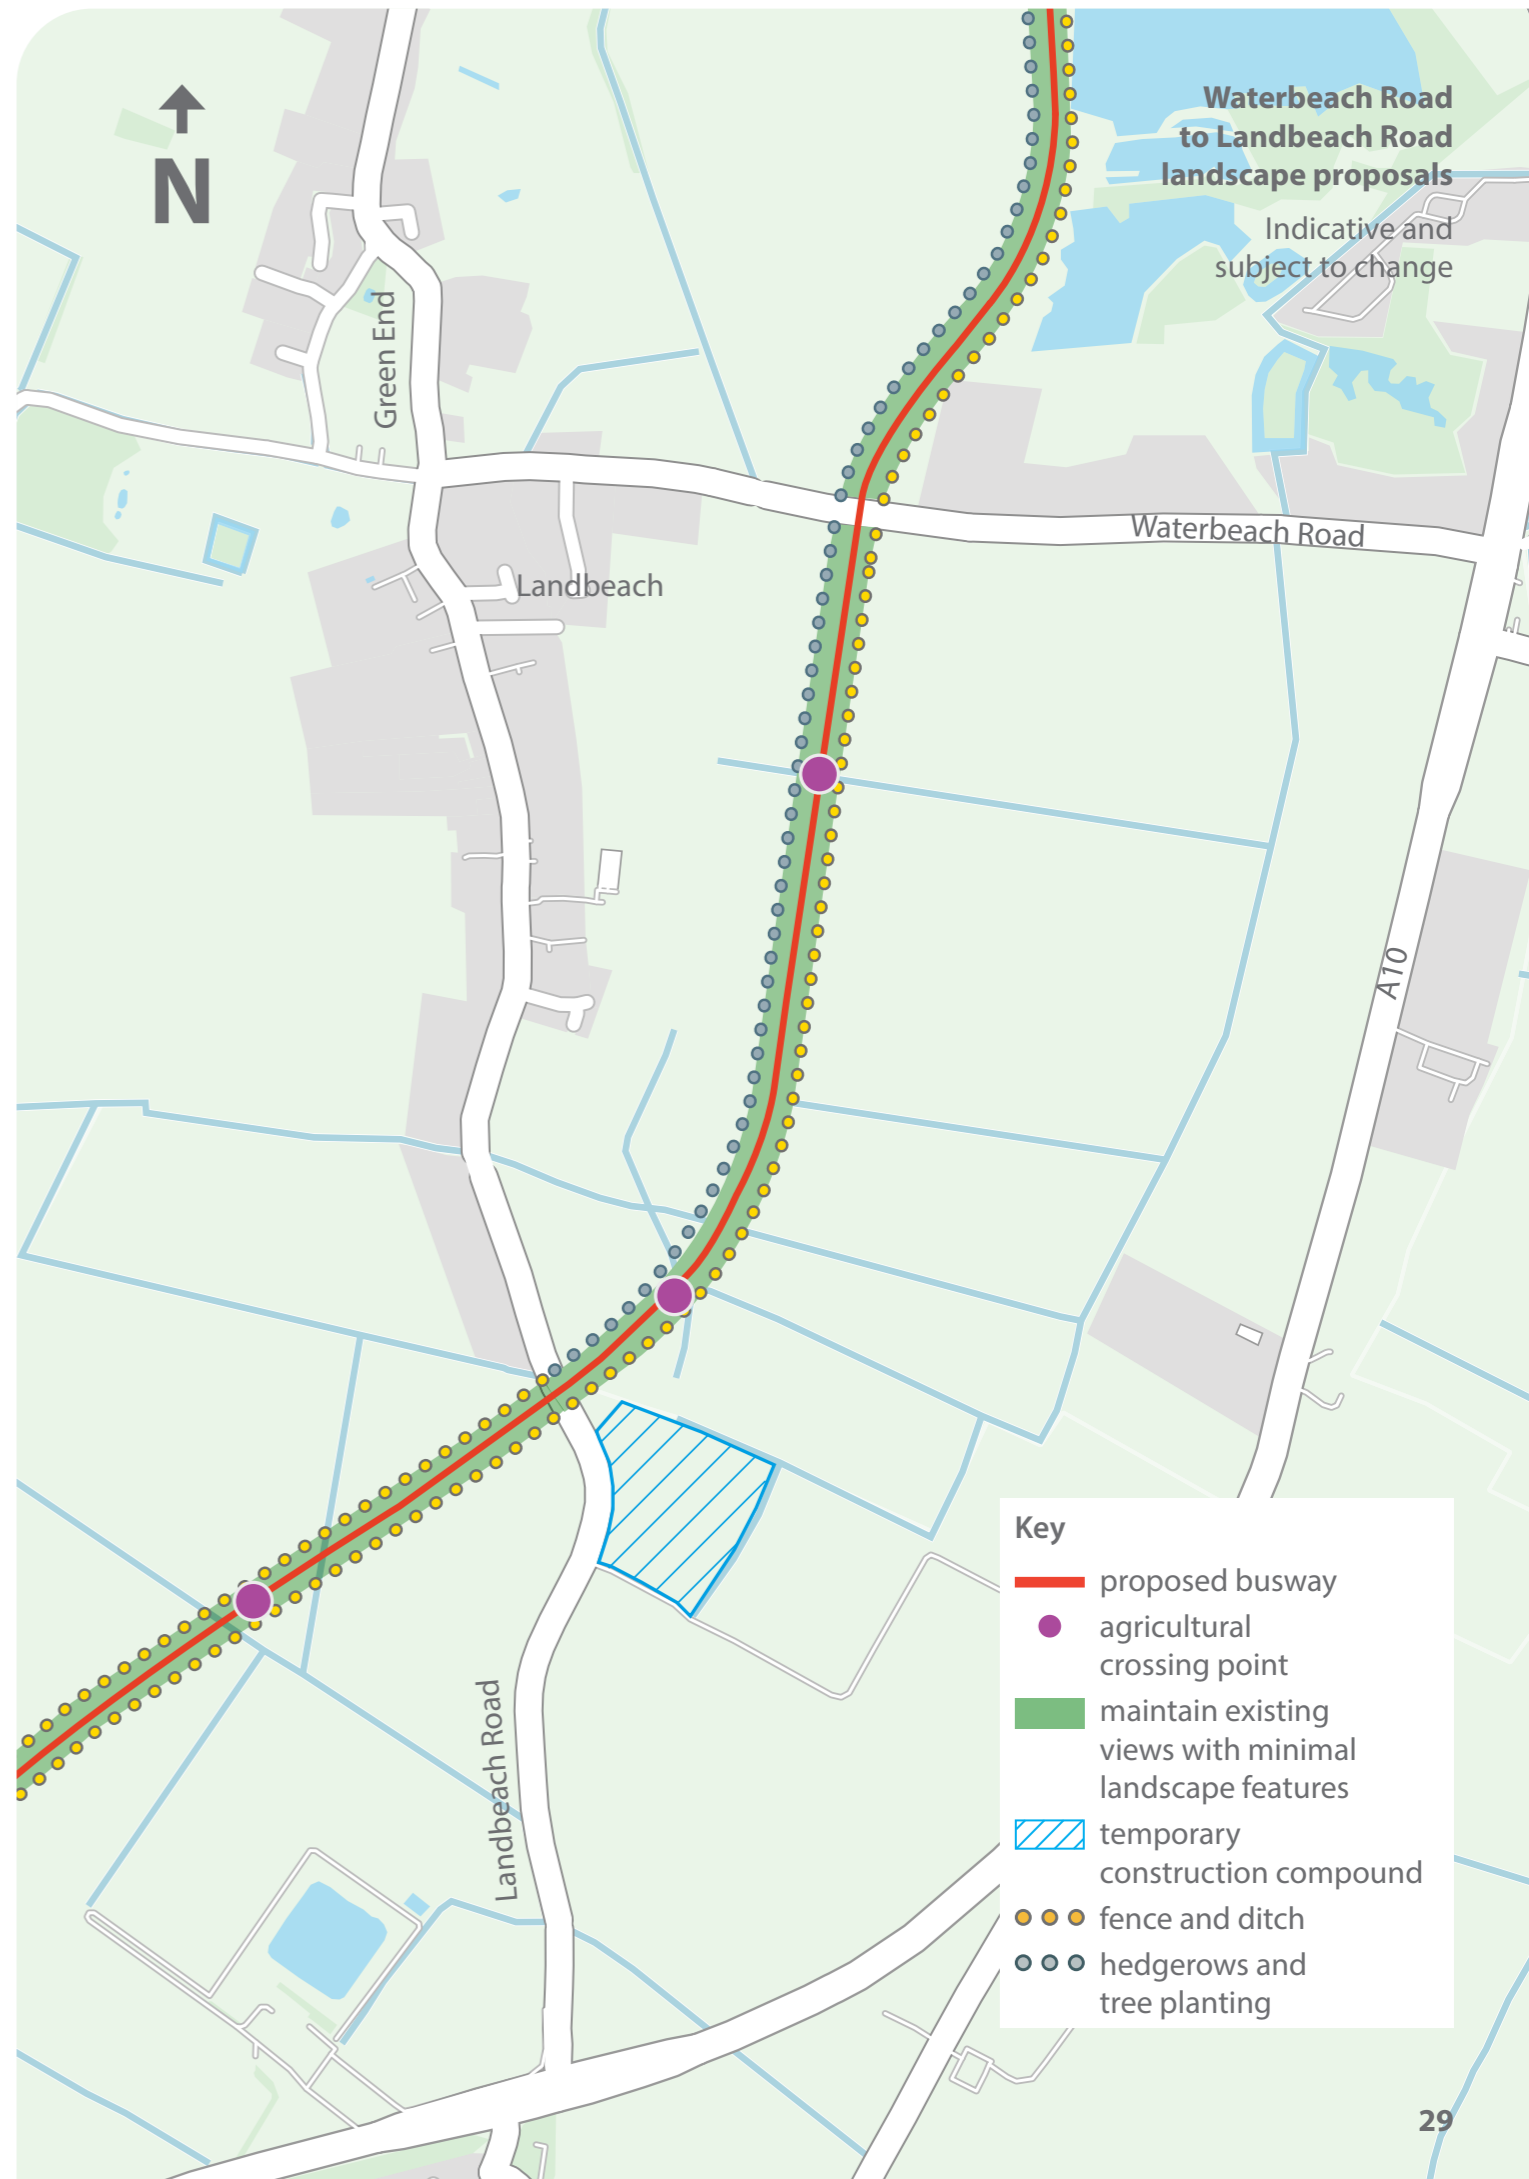 Waterbeach Road
to Landbeach Road
landscape proposals
Indicative and
subject to change
N
Green End
Waterbeach Road
Landbeach
A10
Landbeach Road
Key
proposed busway
agricultural
crossing point
maintain existing
views with minimal
landscape features
temporary
construction compound
fence and ditch
hedgerows and
tree planting
29